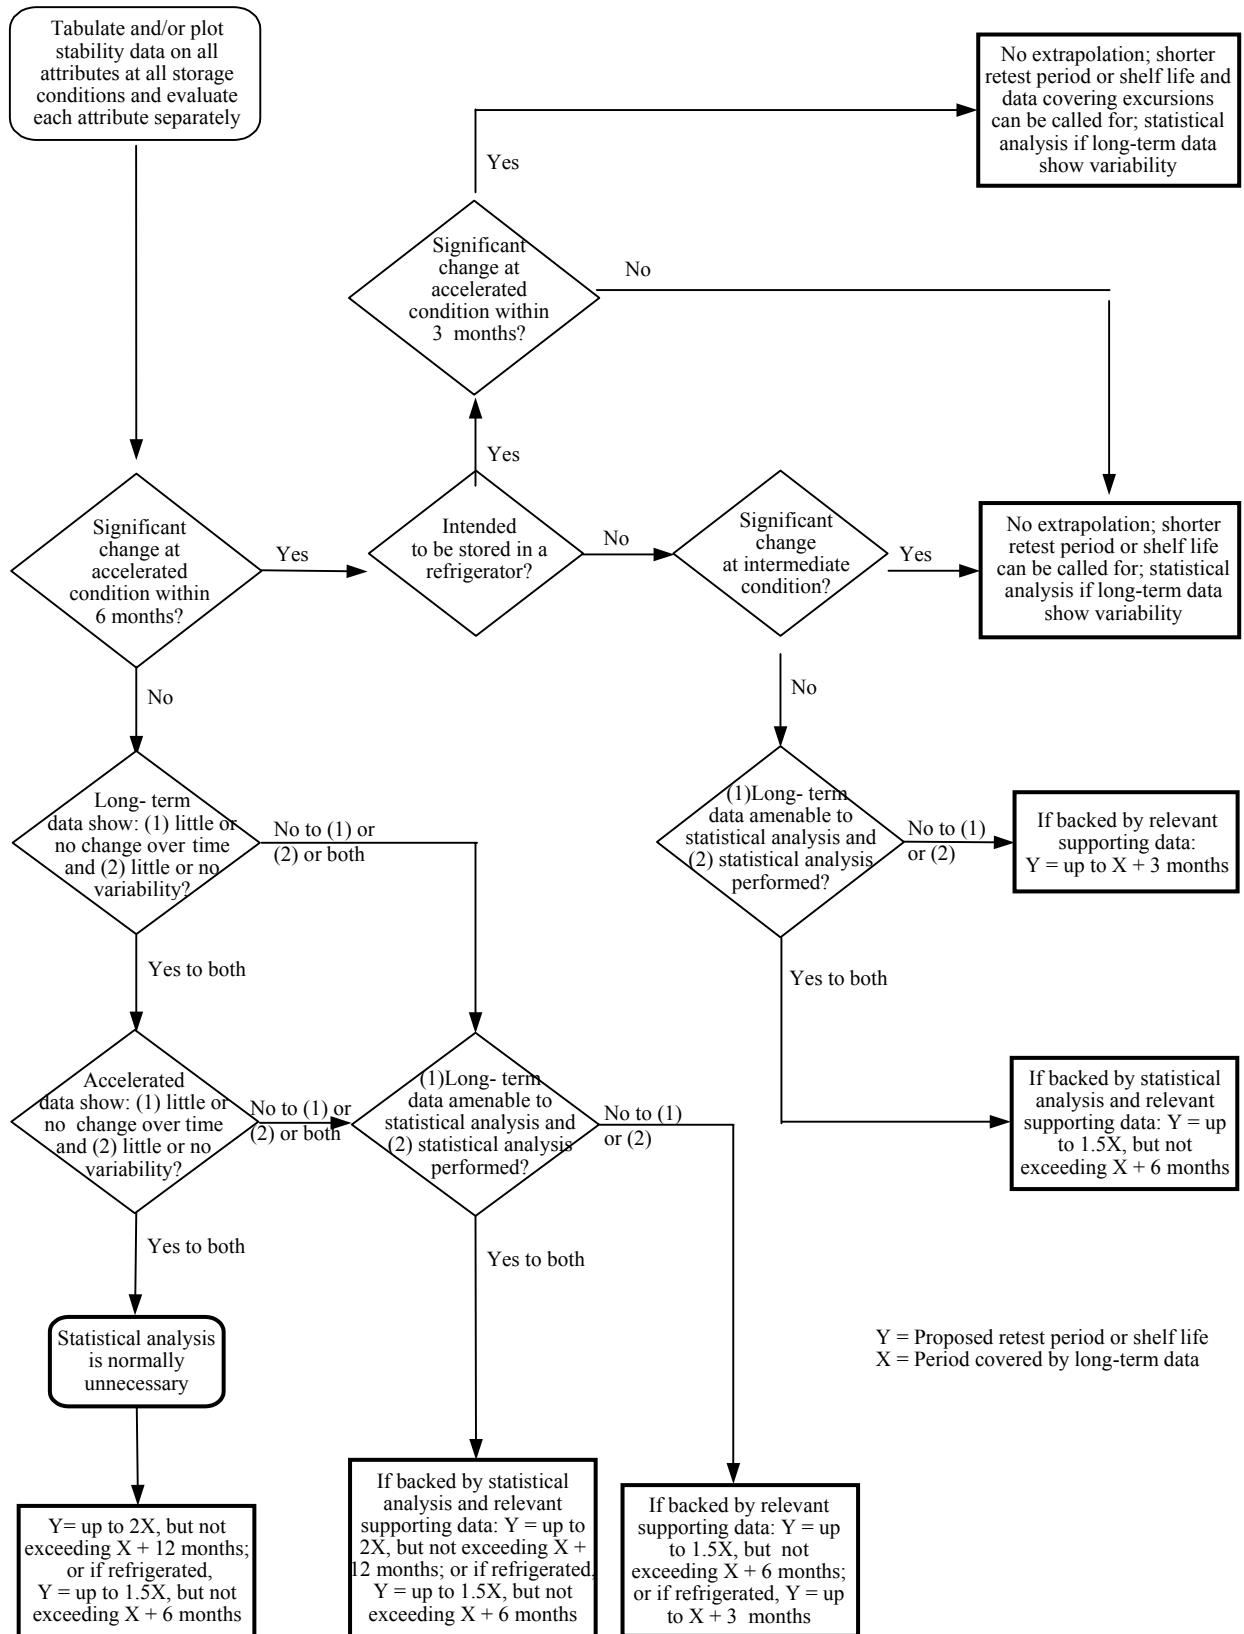 Tabulate and/or plot
stability data on all
attributes at all storage
conditions and evaluate
each attribute separately
No extrapolation; shorter
retest period or shelf life and
data covering excursions
can be called for; statistical
analysis if long-term data
show variability
Yes
Significant
change at
accelerated
condition within
3 months?
No
Yes
Significant
change at
accelerated
condition within
6 months?
Yes
Intended
to be stored in a
refrigerator?
No
Significant
change
at intermediate
condition?
Yes
No extrapolation; shorter
retest period or shelf life
can be called for; statistical
analysis if long-term data
show variability
No
No
Long- term
data show: (1) little or
no change over time
and (2) little or no
variability?
No to (1) or
(2) or both
(1)Long- term
data amenable to
statistical analysis and
(2) statistical analysis
performed?
No to (1)
or (2)
If backed by relevant
supporting data:
Y = up to X + 3 months
Yes to both
Yes to both
Accelerated
data show: (1) little or
no change over time
and (2) little or no
variability?
No to (1) or
(2) or both
(1)Long- term
data amenable to
statistical analysis and
(2) statistical analysis
performed?
No to (1)
or (2)
If backed by statistical
analysis and relevant
supporting data: Y = up
to 1.5X, but not
exceeding X + 6 months
Yes to both
Yes to both
Statistical analysis
is normally
unnecessary
Y = Proposed retest period or shelf life
X = Period covered by long-term data
Y= up to 2X, but not
exceeding X + 12 months;
or if refrigerated,
Y = up to 1.5X, but not
exceeding X + 6 months
If backed by statistical
analysis and relevant
supporting data: Y = up to
2X, but not exceeding X +
12 months; or if refrigerated,
Y = up to 1.5X, but not
exceeding X + 6 months
If backed by relevant
supporting data: Y = up
to 1.5X, but not
exceeding X + 6 months;
or if refrigerated, Y = up
to X + 3 months